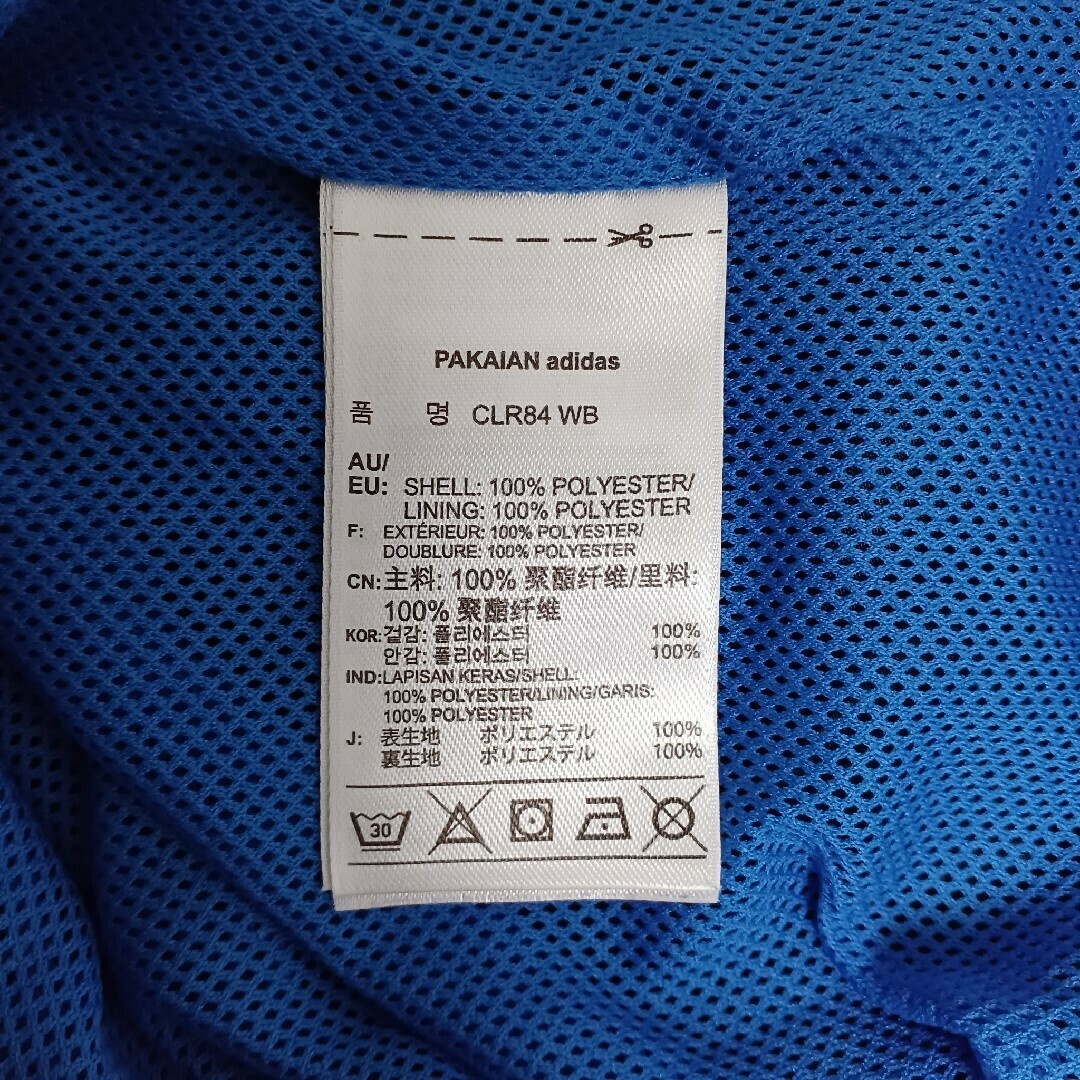 PAKAIAN adidas
품 명 CLR84 WB
AU/
EU: SHELL: 100% POLYESTER/
LINING: 100% POLYESTER
F: EXTÉRIEUR: 100% POLYESTER/
DOUBLURE: 100% POLYESTER
CN: 主料: 100% 聚酯纤维/里料:
100% 聚酯纤维
KOR: 겉감: 폴리에스터 100%
안감: 폴리에스터 100%
IND: LAPISAN KERAS/SHELL:
100% POLYESTER/LINING/GARIS:
100% POLYESTER
J: 表生地 ポリエステル 100%
裏生地 ポリエステル 100%
30